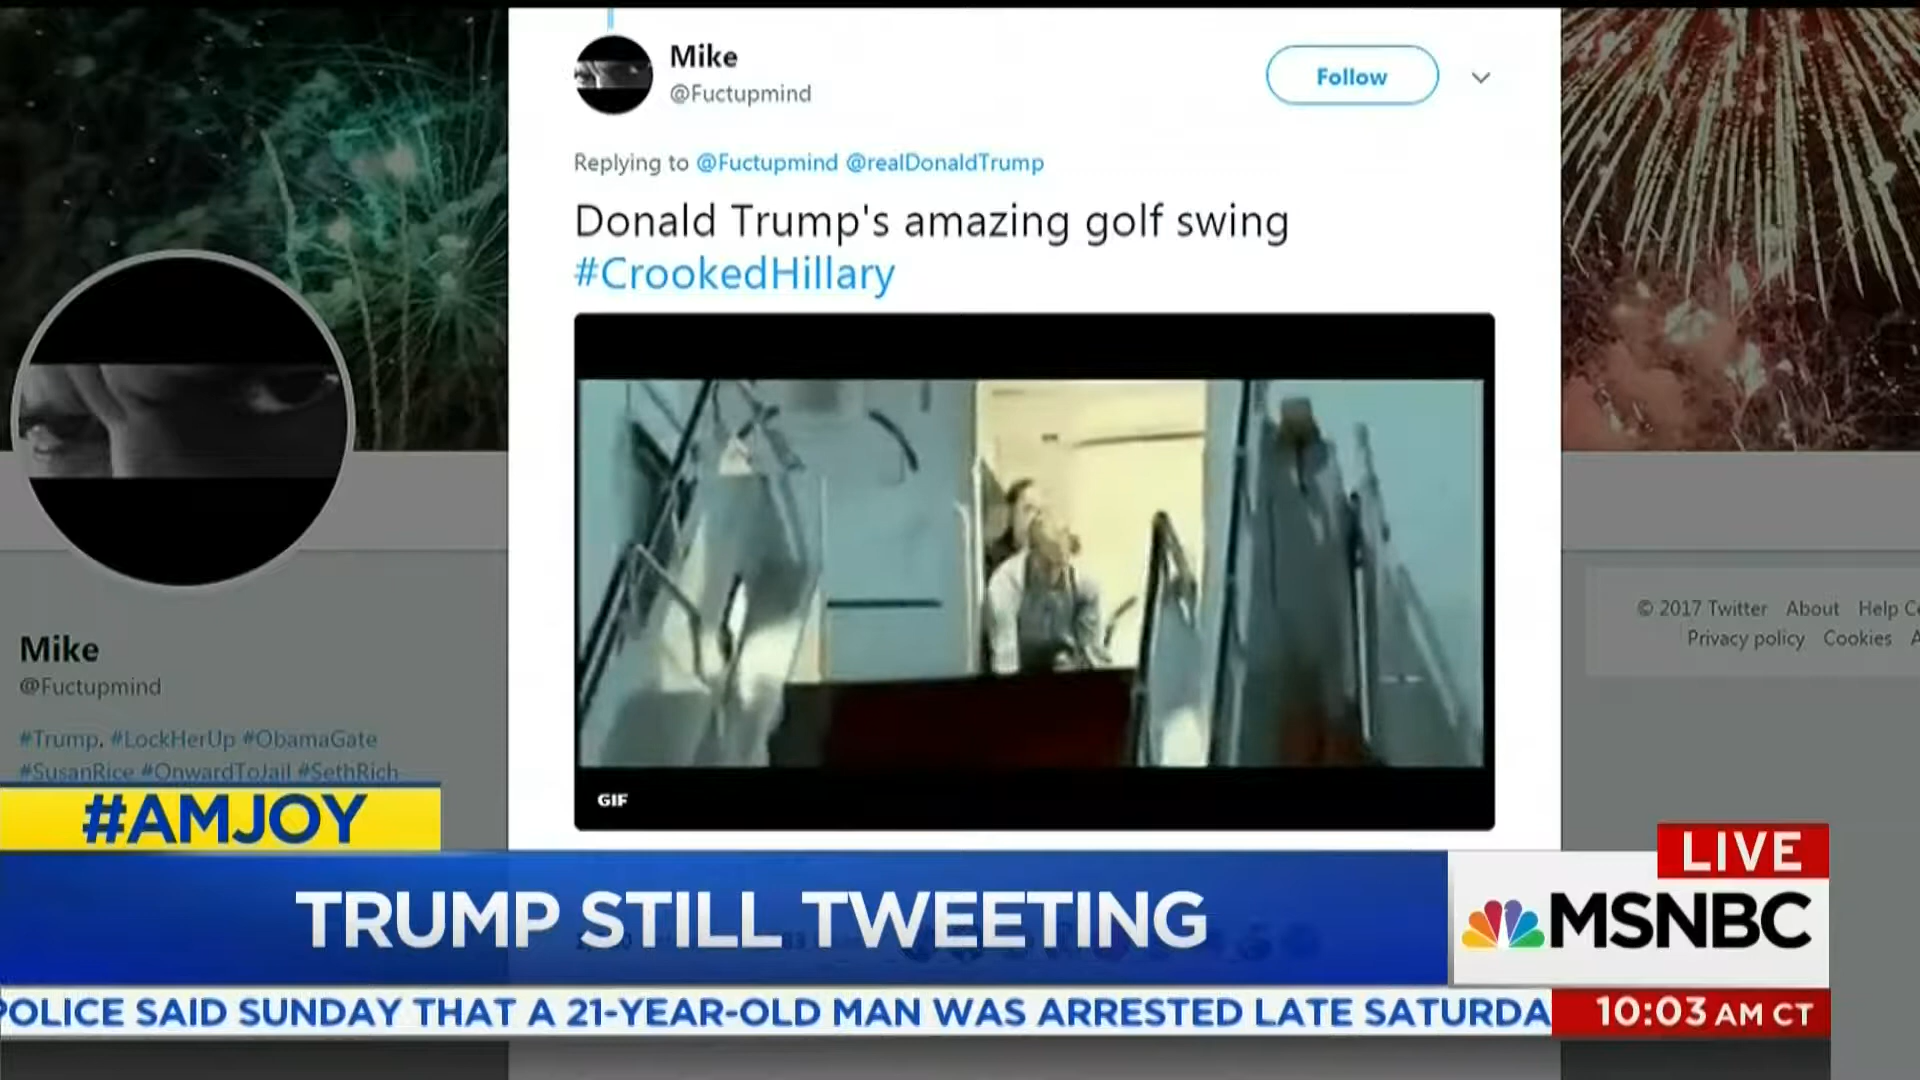 Mike
@Fuctupmind
Follow
Replying to @Fuctupmind @realDonaldTrump
Donald Trump's amazing golf swing
#CrookedHillary
GIF
Mike
@Fuctupmind
#Trump, #LockHerUp #ObamaGate
#SusanRice #OnwardToJail #SethRich
© 2017 Twitter About Help
Privacy policy Cookies
#AMJOY
TRUMP STILL TWEETING
LIVE
MSNBC
POLICE SAID SUNDAY THAT A 21-YEAR-OLD MAN WAS ARRESTED LATE SATURDA
10:03 AM CT